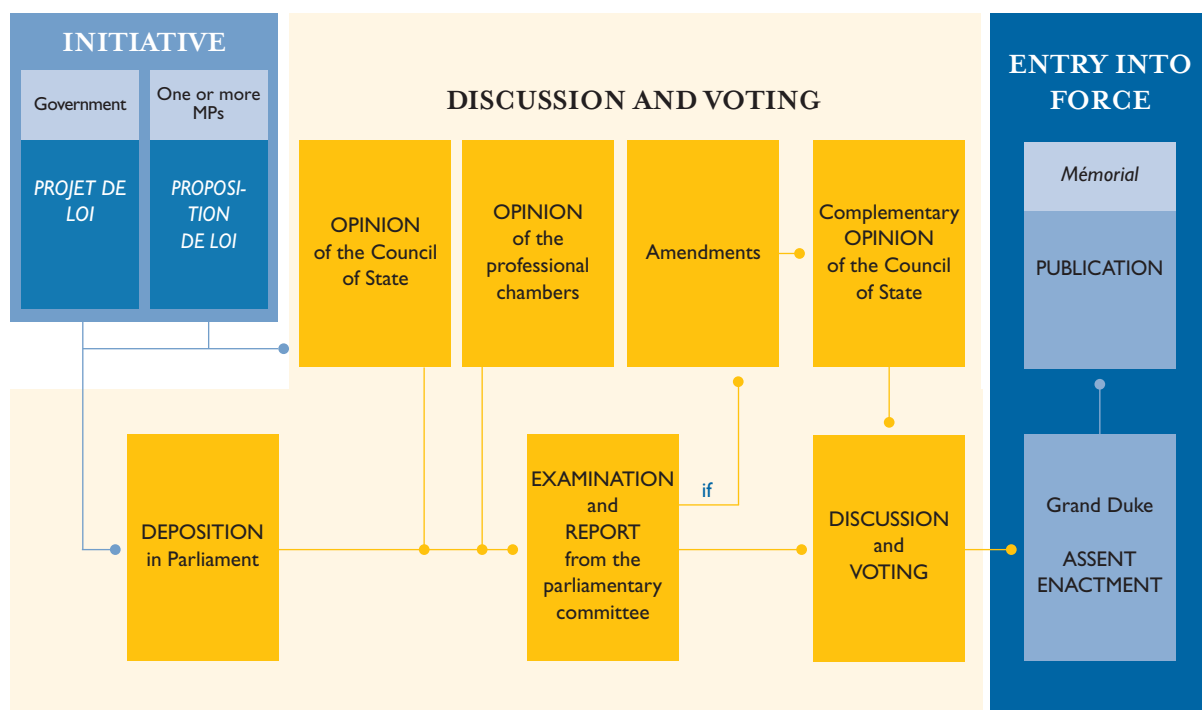 INITIATIVE
Government
One or more
MPs
PROJET DE
LOI
PROPOSI-
TION
DE LOI
DISCUSSION AND VOTING
OPINION
of the Council
of State
OPINION
of the
professional
chambers
Amendments
Complementary
OPINION
of the Council
of State
DEPOSITION
in Parliament
EXAMINATION
and
REPORT
from the
parliamentary
committee
if
DISCUSSION
and
VOTING
ENTRY INTO
FORCE
Mémorial
PUBLICATION
Grand Duke
ASSENT
ENACTMENT